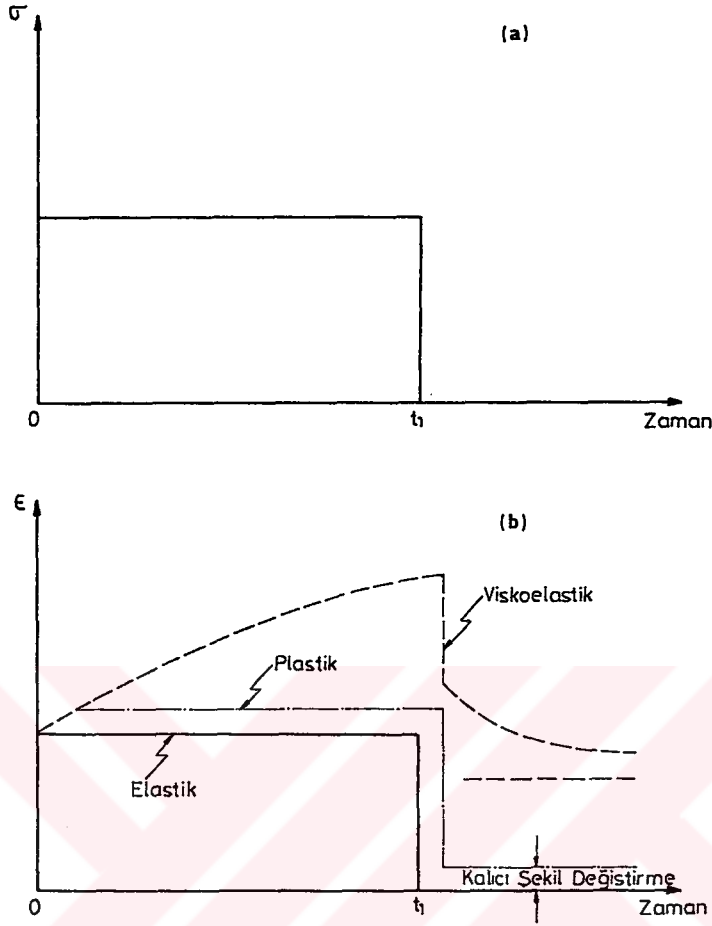 σ
(a)
0
t₁
Zaman
ε
(b)
Viskoelastik
Plastik
Elastik
Kalıcı Şekil Değiştirme
0
t₁
Zaman